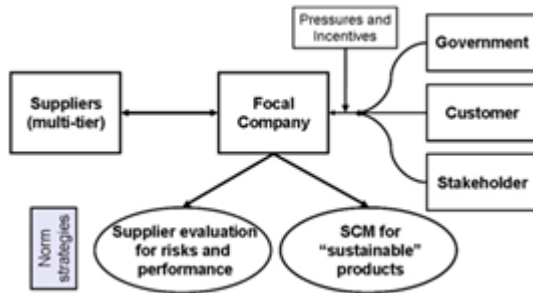 Pressures and
Incentives
Government
Suppliers
(multi-tier)
Focal
Company
Customer
Stakeholder
Norm
strategies
Supplier evaluation
for risks and
performance
SCM for
“sustainable”
products